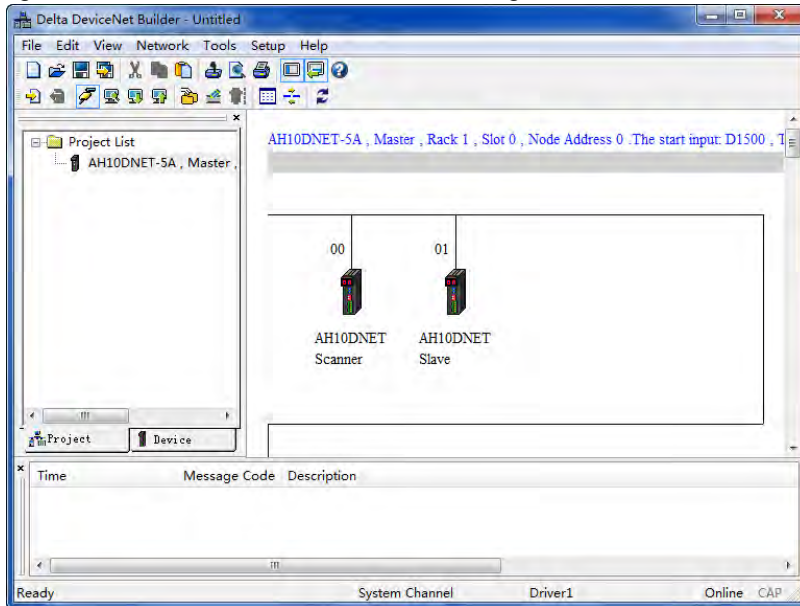 Delta DeviceNet Builder - Untitled
File Edit View Network Tools Setup Help
Project List
AH10DNET-5A , Master ,
Project
Device
AH10DNET-5A , Master , Rack 1 , Slot 0 , Node Address 0 .The start input: D1500 ,
00 01
AH10DNET AH10DNET
Scanner Slave
Time Message Code Description
Ready System Channel Driver1 Online CAP